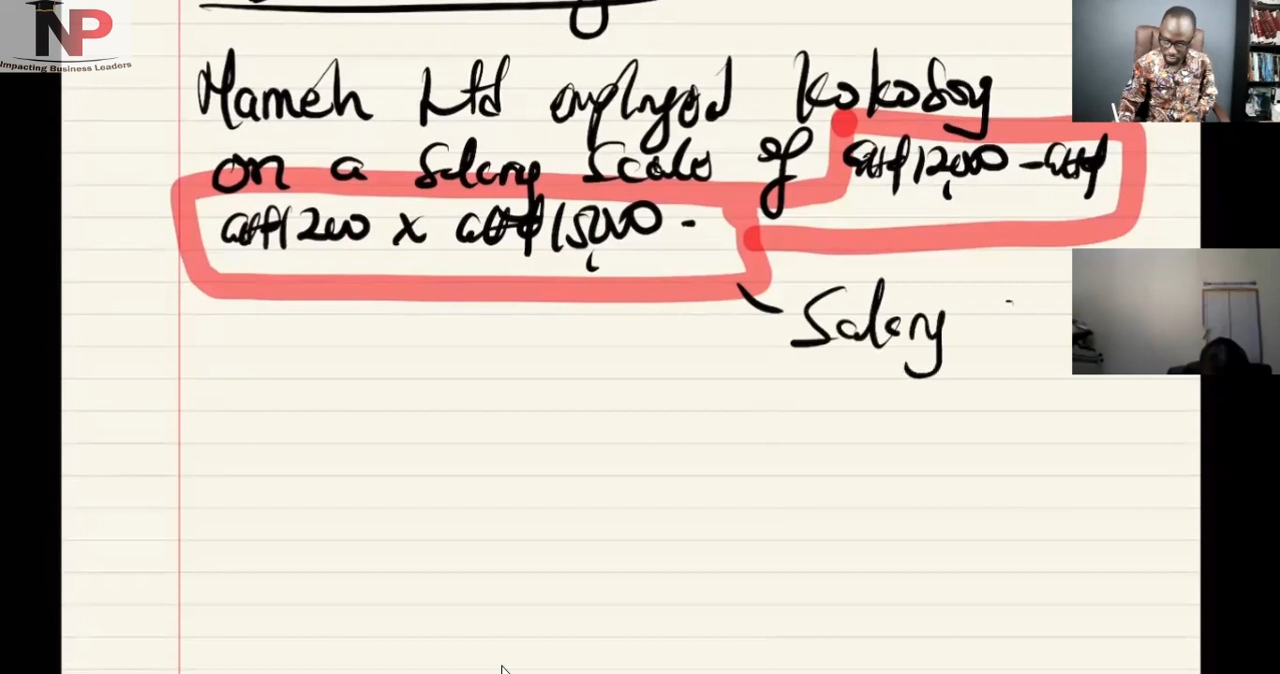 NP
Impacting Business Leaders
Mameh Ltd employed Kokoboy
on a Salary Scale of GH¢12,000 - GH¢
GH¢1200 x GH¢15,000 -
Salary